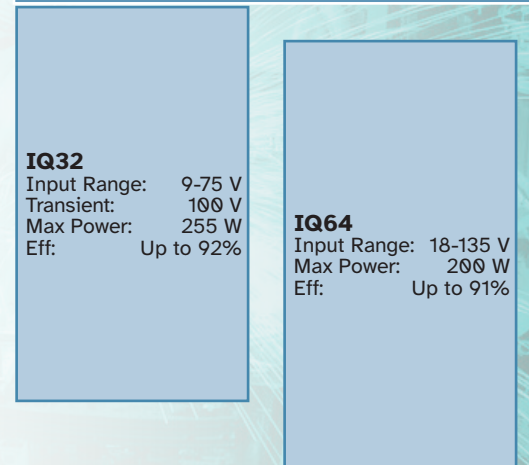 IQ32
Input Range: 9-75 V
Transient: 100 V
Max Power: 255 W
Eff: Up to 92%
IQ64
Input Range: 18-135 V
Max Power: 200 W
Eff: Up to 91%